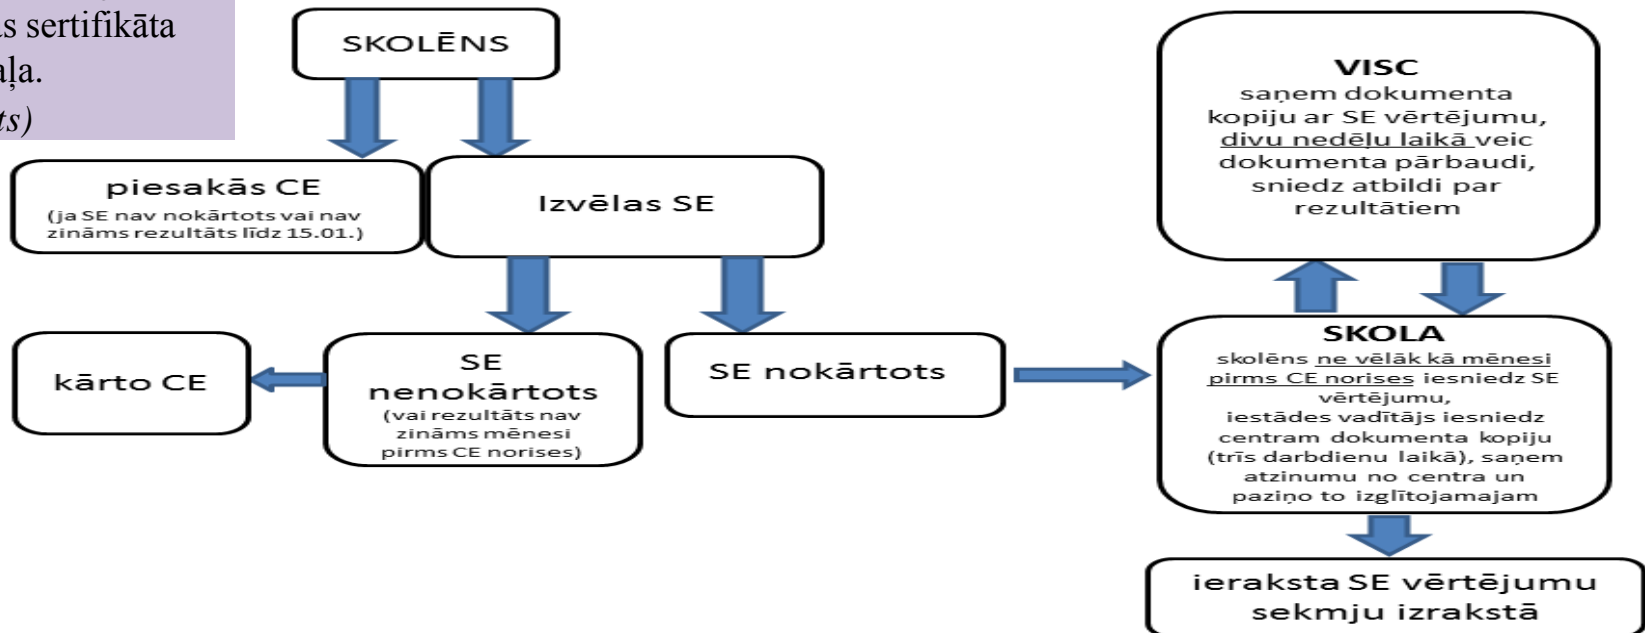 sertifikāta
SKOLĒNS
piesakās CE
(ja SE nav nokārtots vai nav
zināms rezultāts līdz 15.01.)
Izvēlas SE
kārto CE
SE
nenokārtots
(vai rezultāts nav
zināms mēnesi
pirms CE norises)
SE nokārtots
VISC
saņem dokumenta
kopiju ar SE vērtējumu,
divu nedēļu laikā veic
dokumenta pārbaudi,
sniedz atbildi par
rezultātiem
SKOLA
skolēns ne vēlāk kā mēnesi
pirms CE norises iesniedz SE
vērtējumu,
iestādes vadītājs iesniedz
centram dokumenta kopiju
(trīs darbdienu laikā), saņem
atzinumu no centra un
paziņo to izglītojamajam
ieraksta SE vērtējumu
sekmju izrakstā